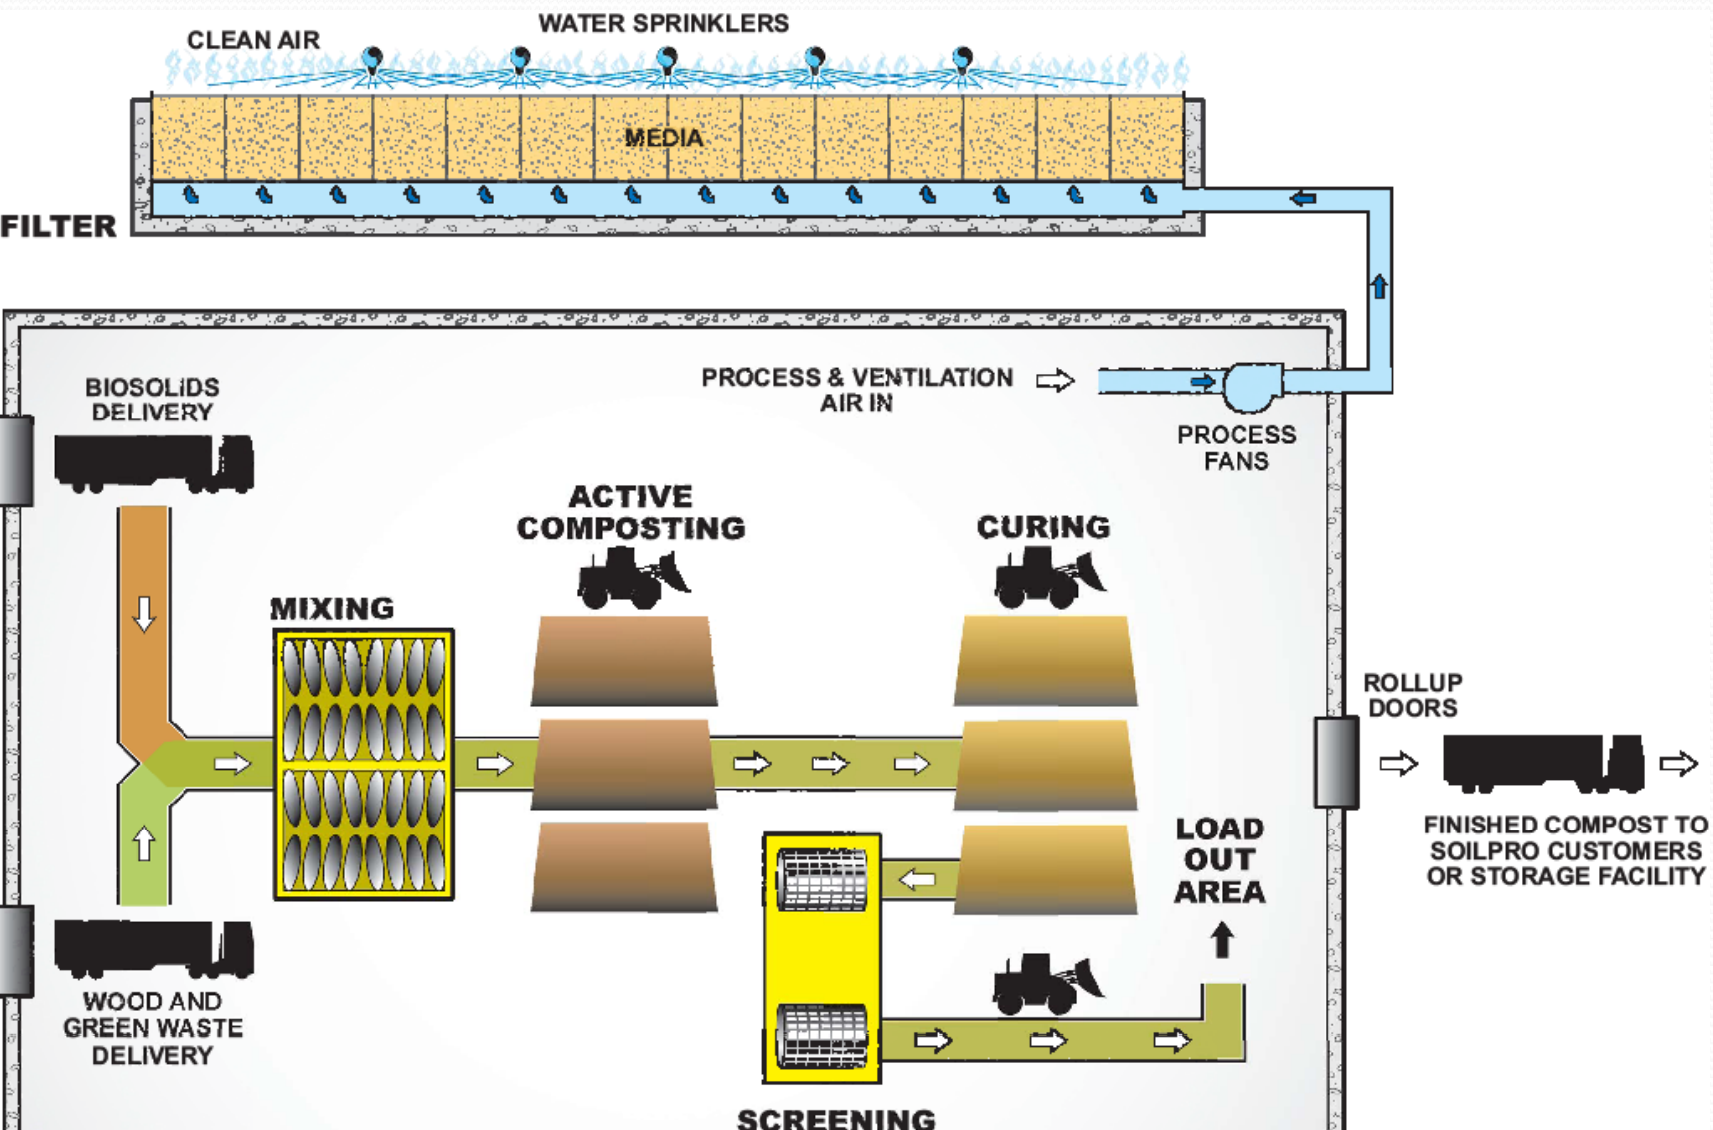 CLEAN AIR
WATER SPRINKLERS
MEDIA
FILTER
PROCESS & VENTILATION
AIR IN
PROCESS
FANS
BIOSOLIDS
DELIVERY
ACTIVE
COMPOSTING
CURING
MIXING
ROLLUP
DOORS
LOAD
OUT
AREA
FINISHED COMPOST TO
SOILPRO CUSTOMERS
OR STORAGE FACILITY
WOOD AND
GREEN WASTE
DELIVERY
SCREENING